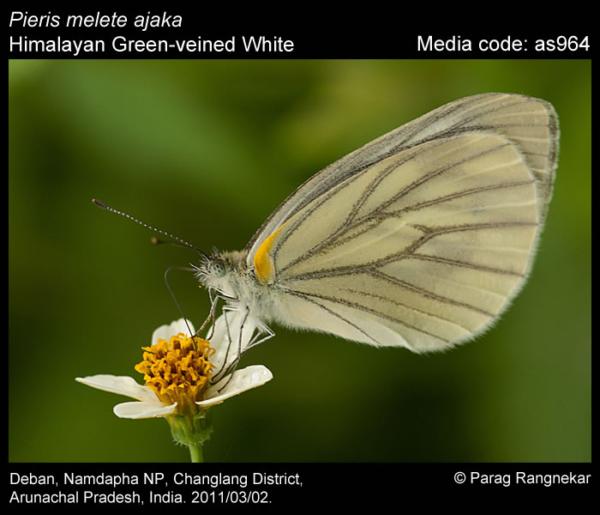 Pieris melete ajaka
Himalayan Green-veined White
Media code: as964
Deban, Namdapha NP, Changlang District,
Arunachal Pradesh, India. 2011/03/02.
© Parag Rangnekar